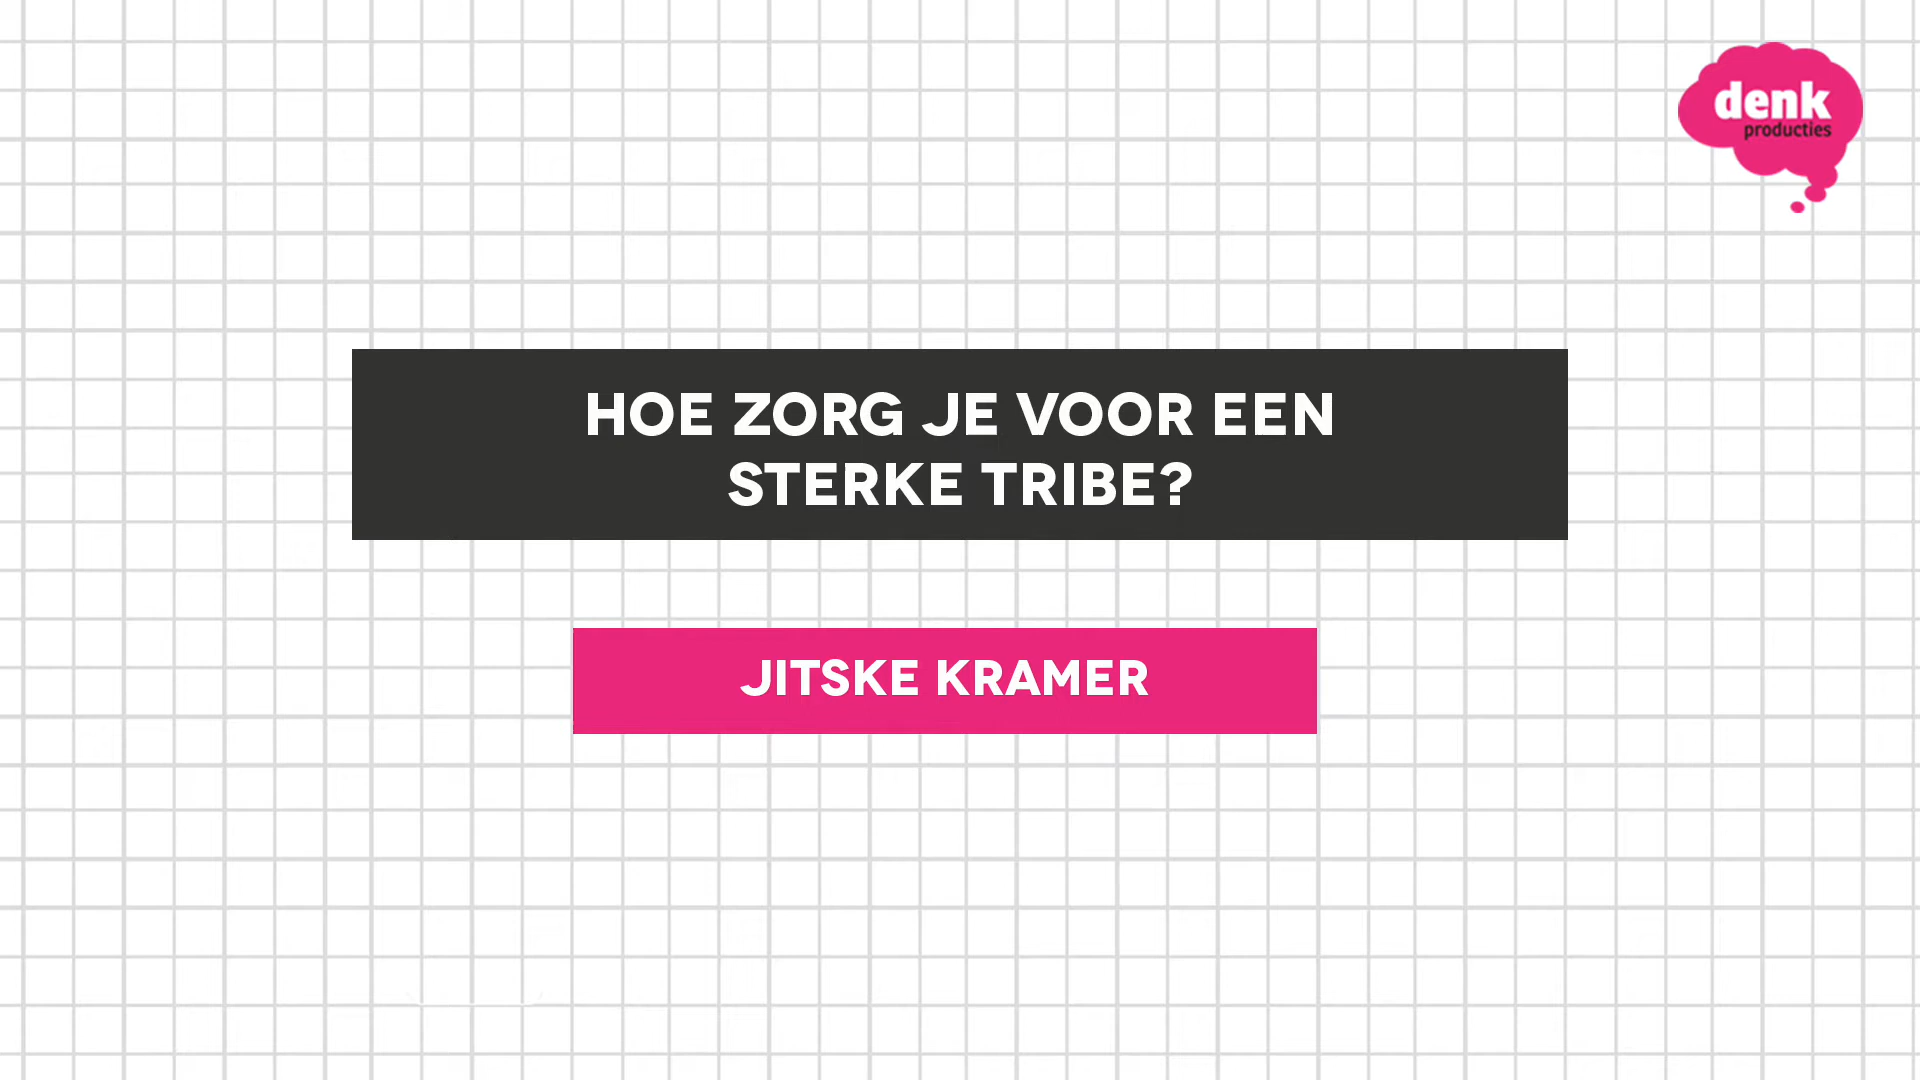 denk
producties
HOE ZORG JE VOOR EEN
STERKE TRIBE?
JITSKE KRAMER